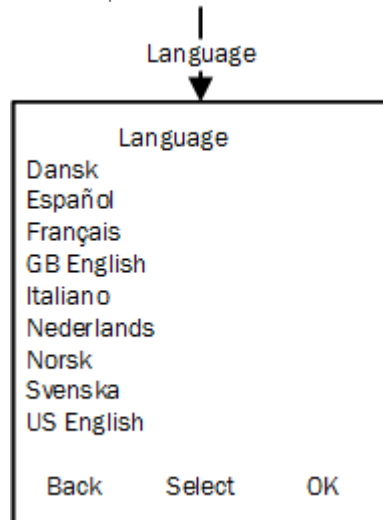 Language
Language
Dansk
Español
Français
GB English
Italiano
Nederlands
Norsk
Svenska
US English
Back Select OK